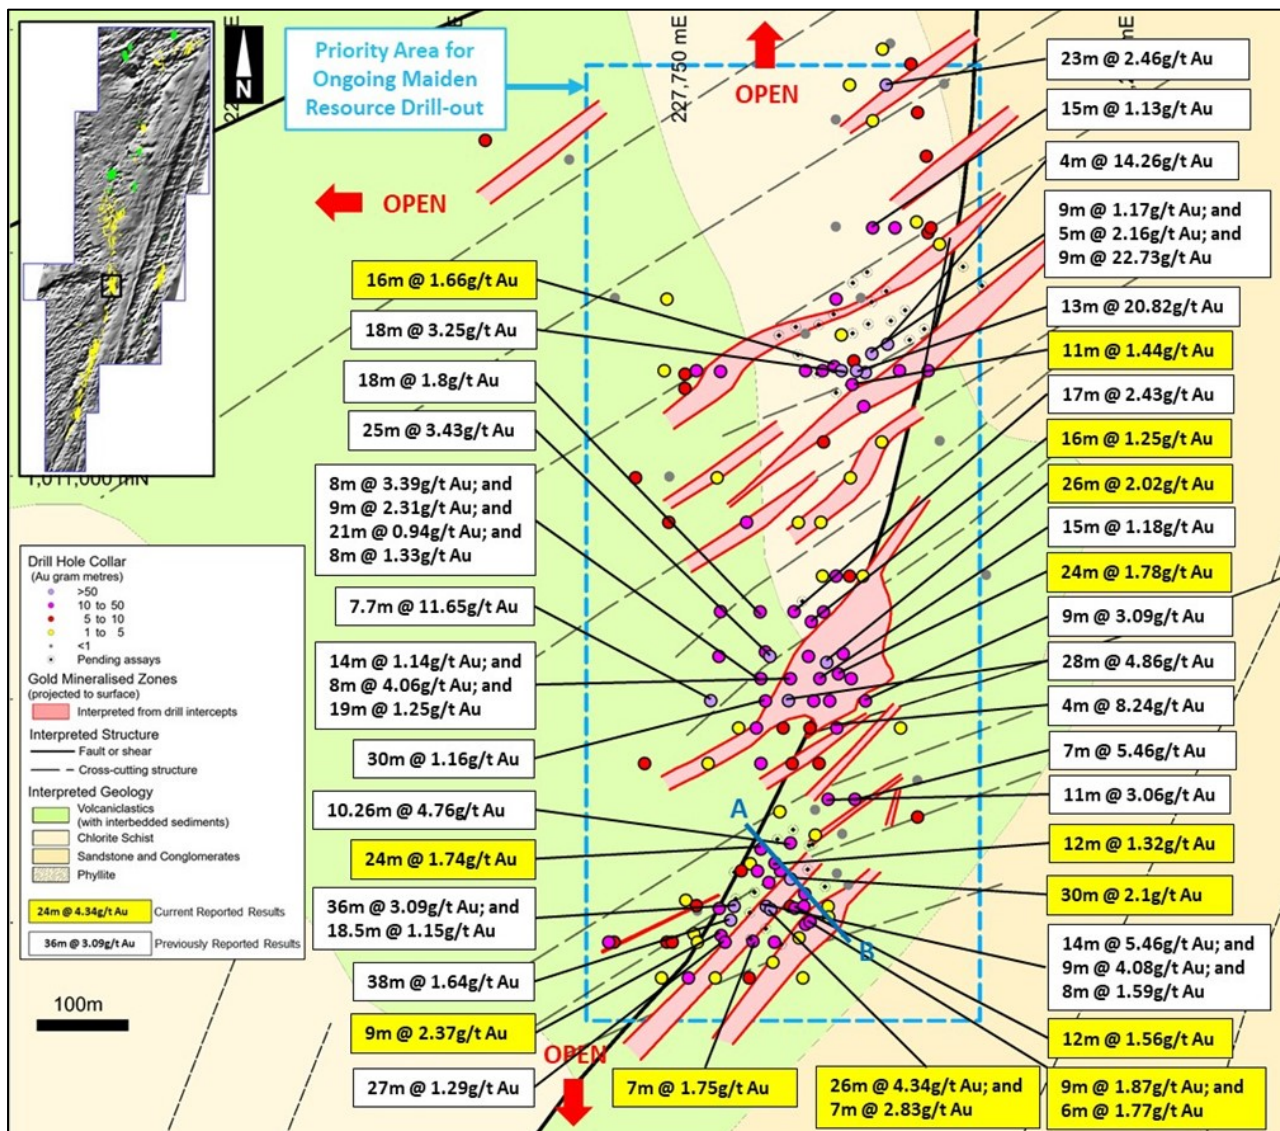 N
Priority Area for
Ongoing Maiden
Resource Drill-out
227,750 mE
mE
OPEN
OPEN
23m @ 2.46g/t Au
15m @ 1.13g/t Au
4m @ 14.26g/t Au
9m @ 1.17g/t Au; and
5m @ 2.16g/t Au; and
9m @ 22.73g/t Au
13m @ 20.82g/t Au
11m @ 1.44g/t Au
17m @ 2.43g/t Au
16m @ 1.25g/t Au
26m @ 2.02g/t Au
15m @ 1.18g/t Au
24m @ 1.78g/t Au
9m @ 3.09g/t Au
28m @ 4.86g/t Au
4m @ 8.24g/t Au
7m @ 5.46g/t Au
11m @ 3.06g/t Au
12m @ 1.32g/t Au
30m @ 2.1g/t Au
14m @ 5.46g/t Au; and
9m @ 4.08g/t Au; and
8m @ 1.59g/t Au
12m @ 1.56g/t Au
9m @ 1.87g/t Au; and
6m @ 1.77g/t Au
16m @ 1.66g/t Au
18m @ 3.25g/t Au
18m @ 1.8g/t Au
25m @ 3.43g/t Au
8m @ 3.39g/t Au; and
9m @ 2.31g/t Au; and
21m @ 0.94g/t Au; and
8m @ 1.33g/t Au
7.7m @ 11.65g/t Au
14m @ 1.14g/t Au; and
8m @ 4.06g/t Au; and
19m @ 1.25g/t Au
30m @ 1.16g/t Au
10.26m @ 4.76g/t Au
24m @ 1.74g/t Au
36m @ 3.09g/t Au; and
18.5m @ 1.15g/t Au
38m @ 1.64g/t Au
9m @ 2.37g/t Au
27m @ 1.29g/t Au
OPEN
7m @ 1.75g/t Au
26m @ 4.34g/t Au; and
7m @ 2.83g/t Au
A
B
1,011,000 mN
Drill Hole Collar
(Au gram metres)
>50
10 to 50
5 to 10
1 to 5
<1
Pending assays
Gold Mineralised Zones
(projected to surface)
Interpreted from drill intercepts
Interpreted Structure
Fault or shear
Cross-cutting structure
Interpreted Geology
Volcaniclastics
(with interbedded sediments)
Chlorite Schist
Sandstone and Conglomerates
Phyllite
24m @ 4.34g/t Au Current Reported Results
36m @ 3.09g/t Au Previously Reported Results
100m